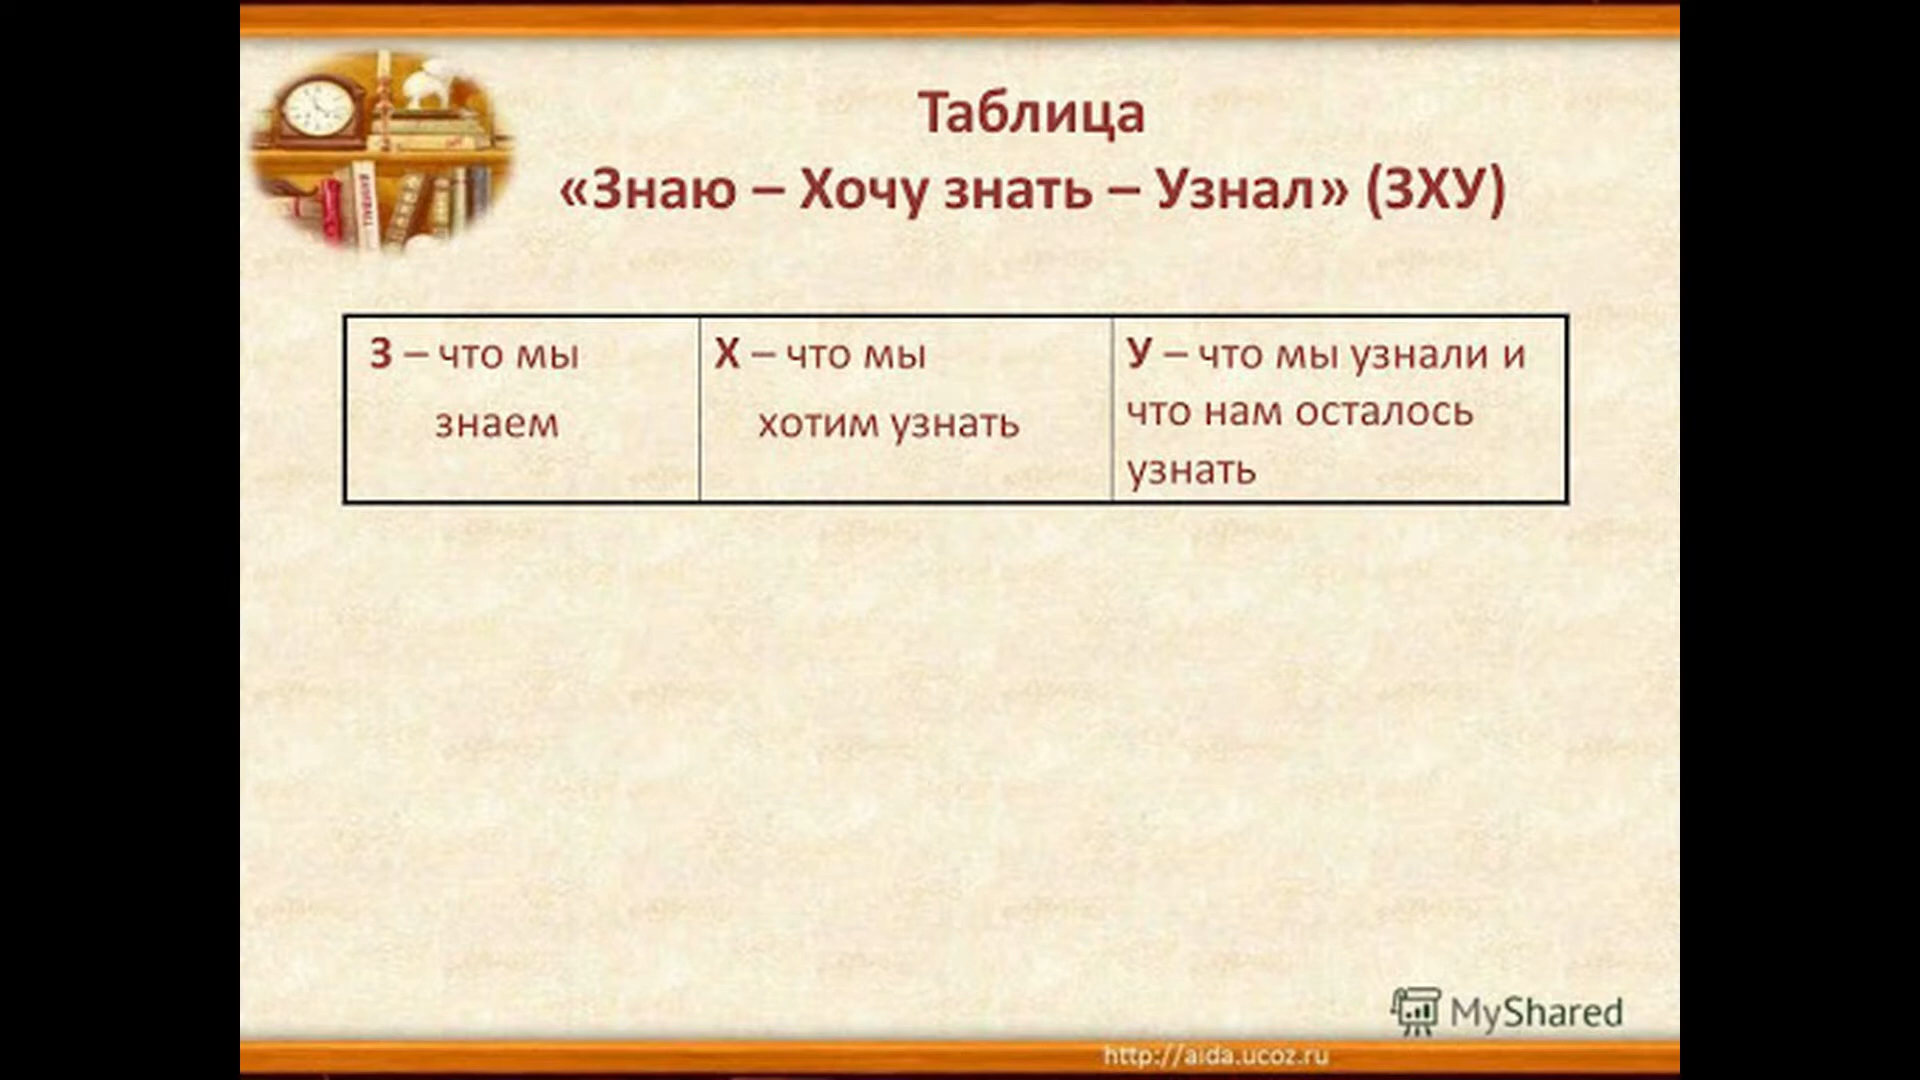 Таблица
«Знаю – Хочу знать – Узнал» (ЗХУ)
З – что мы
знаем
Х – что мы
хотим узнать
У – что мы узнали и
что нам осталось
узнать
MyShared
http://aida.ucoz.ru